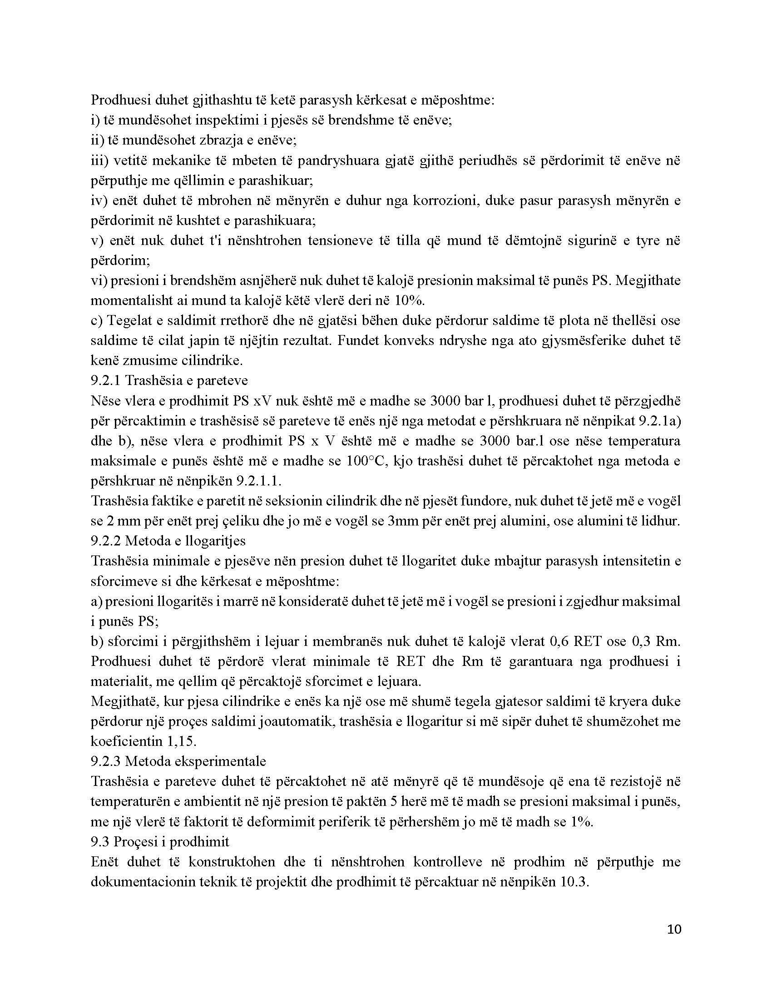 Prodhuesi duhet gjithashtu të ketë parasysh kërkesat e mëposhtme:
i) të mundësohet inspektimi i pjesës së brendshme të enëve;
ii) të mundësohet zbrazja e enëve;
iii) vetitë mekanike të mbeten të pandryshuara gjatë gjithë periudhës së përdorimit të enëve në
përputhje me qëllimin e parashikuar;
iv) enët duhet të mbrohen në mënyrën e duhur nga korrozioni, duke pasur parasysh mënyrën e
përdorimit në kushtet e parashikuara;
v) enët nuk duhet t'i nënshtrohen tensioneve të tilla që mund të dëmtojnë sigurinë e tyre në
përdorim;
vi) presioni i brendshëm asnjëherë nuk duhet të kalojë presionin maksimal të punës PS. Megjithate
momentalisht ai mund ta kalojë këtë vlerë deri në 10%.
c) Tegelat e saldimit rrethorë dhe në gjatësi bëhen duke përdorur saldime të plota në thellësi ose
saldime të cilat japin të njëjtin rezultat. Fundet konveks ndryshe nga ato gjysmësferike duhet të
kenë zmusime cilindrike.
9.2.1 Trashësia e pareteve
Nëse vlera e prodhimit PS xV nuk është më e madhe se 3000 bar l, prodhuesi duhet të përzgjedhë
për përcaktimin e trashësisë së pareteve të enës një nga metodat e përshkruara në nënpikat 9.2.1a)
dhe b), nëse vlera e prodhimit PS x V është më e madhe se 3000 bar.l ose nëse temperatura
maksimale e punës është më e madhe se 100°C, kjo trashësi duhet të përcaktohet nga metoda e
përshkruar në nënpikën 9.2.1.1.
Trashësia faktike e paretit në seksionin cilindrik dhe në pjesët fundore, nuk duhet të jetë më e vogël
se 2 mm për enët prej çeliku dhe jo më e vogël se 3mm për enët prej alumini, ose alumini të lidhur.
9.2.2 Metoda e llogaritjes
Trashësia minimale e pjesëve nën presion duhet të llogaritet duke mbajtur parasysh intensitetin e
sforcimeve si dhe kërkesat e mëposhtme:
a) presioni llogaritës i marrë në konsideratë duhet të jetë më i vogël se presioni i zgjedhur maksimal
i punës PS;
b) sforcimi i përgjithshëm i lejuar i membranës nuk duhet të kalojë vlerat 0,6 RET ose 0,3 Rm.
Prodhuesi duhet të përdorë vlerat minimale të RET dhe Rm të garantuara nga prodhuesi i
materialit, me qellim që përcaktojë sforcimet e lejuara.
Megjithatë, kur pjesa cilindrike e enës ka një ose më shumë tegela gjatesor saldimi të kryera duke
përdorur një proçes saldimi joautomatik, trashësia e llogaritur si më sipër duhet të shumëzohet me
koeficientin 1,15.
9.2.3 Metoda eksperimentale
Trashësia e pareteve duhet të përcaktohet në atë mënyrë që të mundësoje që ena të rezistojë në
temperaturën e ambientit në një presion të paktën 5 herë më të madh se presioni maksimal i punës,
me një vlerë të faktorit të deformimit periferik të përhershëm jo më të madh se 1%.
9.3 Proçesi i prodhimit
Enët duhet të konstruktohen dhe ti nënshtrohen kontrolleve në prodhim në përputhje me
dokumentacionin teknik të projektit dhe prodhimit të përcaktuar në nënpikën 10.3.
10